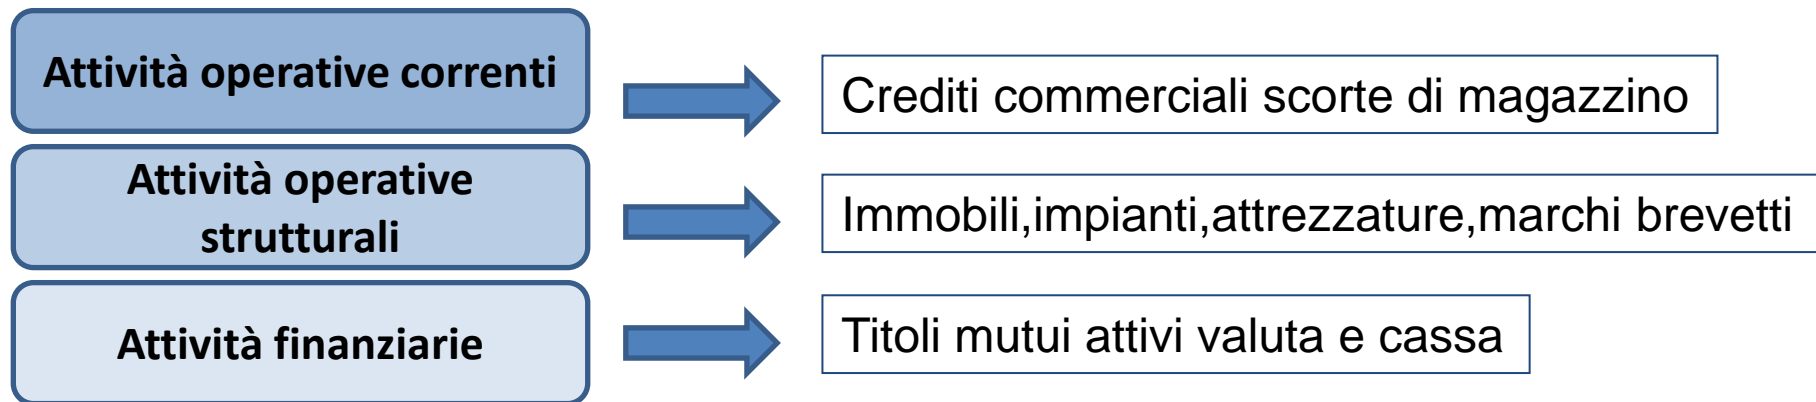 Attività operative correnti
Crediti commerciali scorte di magazzino
Attività operative
strutturali
Immobili,impianti,attrezzature,marchi brevetti
Attività finanziarie
Titoli mutui attivi valuta e cassa